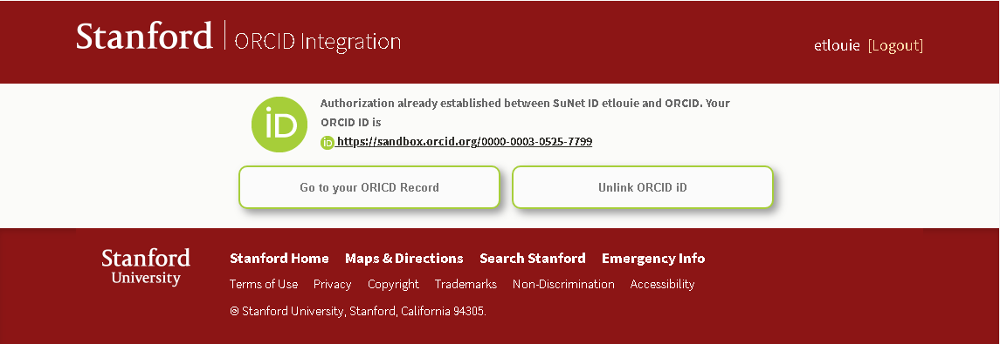 Stanford ORCID Integration
etlouie [Logout]
iD Authorization already established between SuNet ID etlouie and ORCID. Your
ORCID ID is
iD https://sandbox.orcid.org/0000-0003-0525-7799
Go to your ORICD Record Unlink ORCID iD
Stanford
University
Stanford Home Maps & Directions Search Stanford Emergency Info
Terms of Use Privacy Copyright Trademarks Non-Discrimination Accessibility
© Stanford University, Stanford, California 94305.